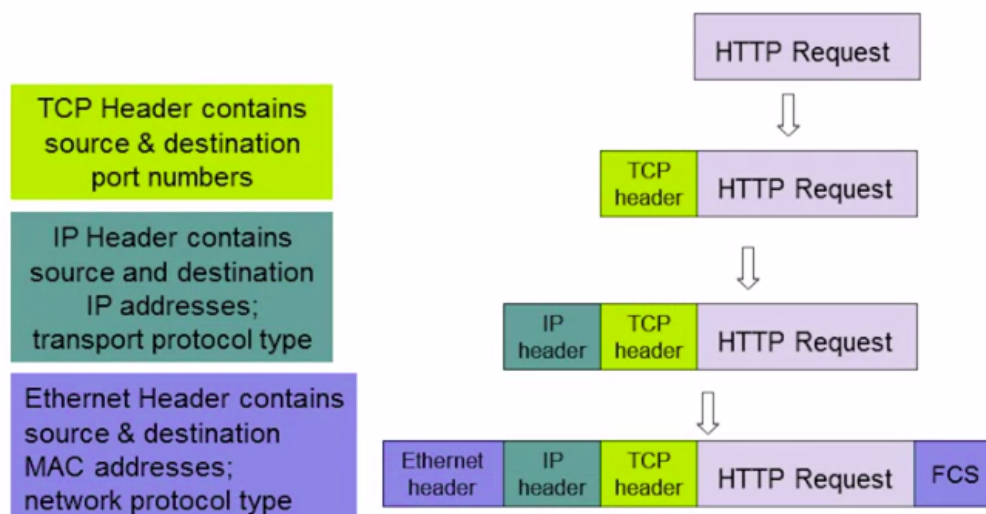 HTTP Request
TCP Header contains
source & destination
port numbers
TCP
header
HTTP Request
IP Header contains
source and destination
IP addresses;
transport protocol type
IP
header
TCP
header
HTTP Request
Ethernet Header contains
source & destination
MAC addresses;
network protocol type
Ethernet
header
IP
header
TCP
header
HTTP Request
FCS